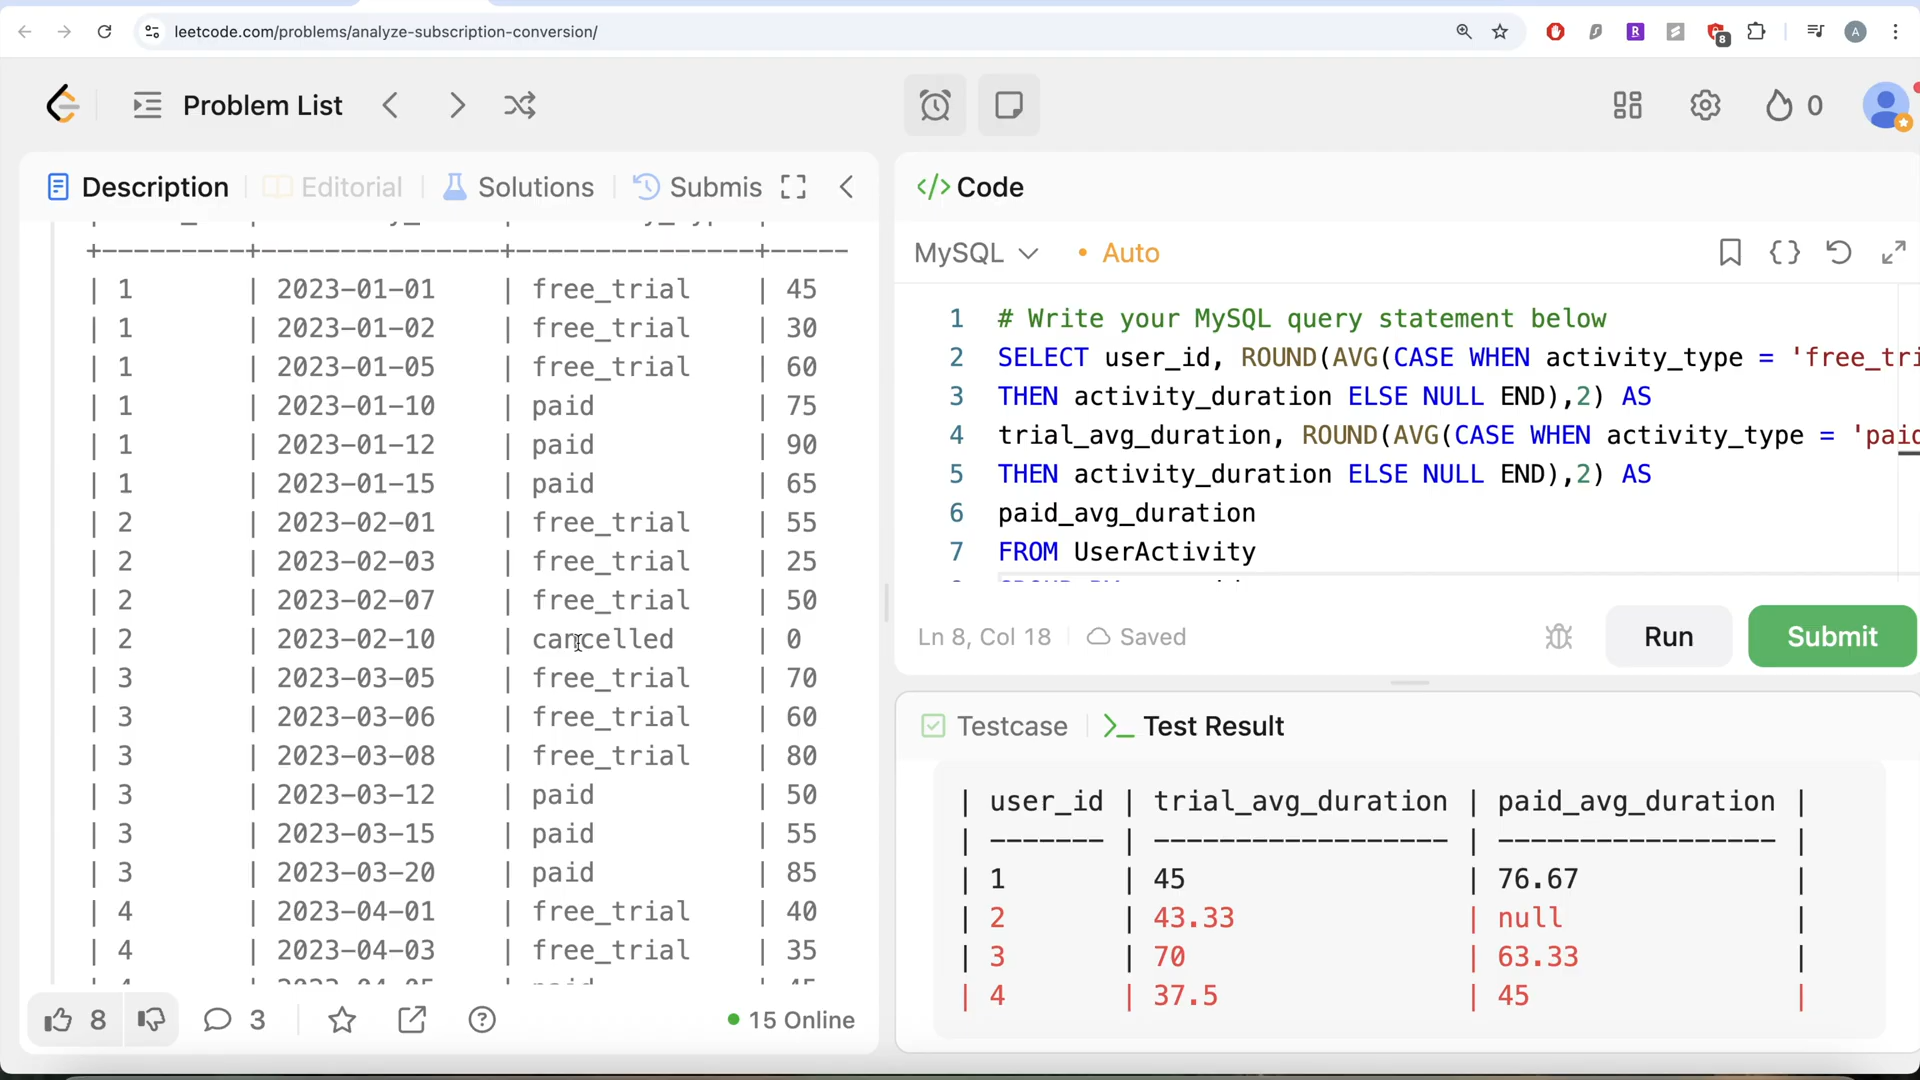 leetcode.com/problems/analyze-subscription-conversion/
8
A
Problem List
0
Description
Editorial
Solutions
Submis
+----------+----------------+----------------+-----
| 1 | 2023-01-01 | free_trial | 45
| 1 | 2023-01-02 | free_trial | 30
| 1 | 2023-01-05 | free_trial | 60
| 1 | 2023-01-10 | paid | 75
| 1 | 2023-01-12 | paid | 90
| 1 | 2023-01-15 | paid | 65
| 2 | 2023-02-01 | free_trial | 55
| 2 | 2023-02-03 | free_trial | 25
| 2 | 2023-02-07 | free_trial | 50
| 2 | 2023-02-10 | cancelled | 0
| 3 | 2023-03-05 | free_trial | 70
| 3 | 2023-03-06 | free_trial | 60
| 3 | 2023-03-08 | free_trial | 80
| 3 | 2023-03-12 | paid | 50
| 3 | 2023-03-15 | paid | 55
| 3 | 2023-03-20 | paid | 85
| 4 | 2023-04-01 | free_trial | 40
| 4 | 2023-04-03 | free_trial | 35
8
3
15 Online
</> Code
MySQL
Auto
1 # Write your MySQL query statement below
2 SELECT user_id, ROUND(AVG(CASE WHEN activity_type = 'free_tri
3 THEN activity_duration ELSE NULL END),2) AS
4 trial_avg_duration, ROUND(AVG(CASE WHEN activity_type = 'paid
5 THEN activity_duration ELSE NULL END),2) AS
6 paid_avg_duration
7 FROM UserActivity
Ln 8, Col 18
Saved
Run
Submit
Testcase
Test Result
| user_id | trial_avg_duration | paid_avg_duration |
| ------- | ------------------ | ----------------- |
| 1 | 45 | 76.67 |
| 2 | 43.33 | null |
| 3 | 70 | 63.33 |
| 4 | 37.5 | 45 |